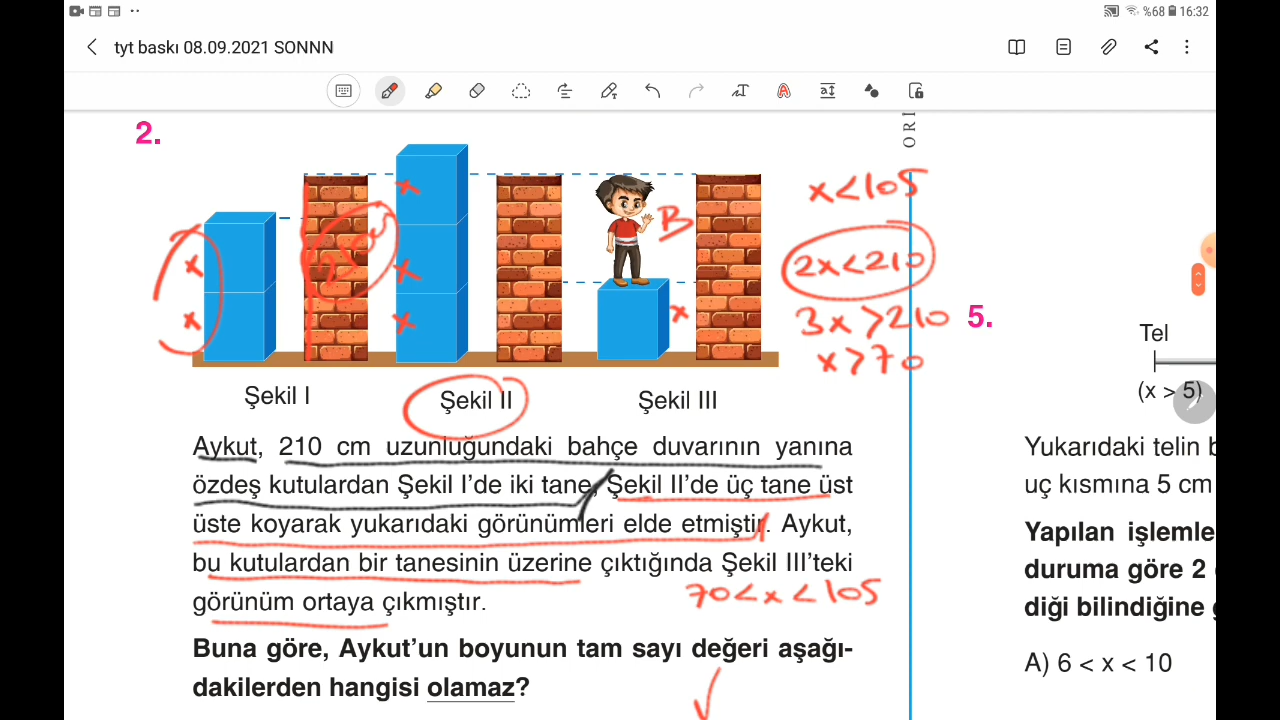 %68 16:32
tyt baskı 08.09.2021 SONNN
2.
ORİ
x
x
x
x
x
B
x
x<105
2x<210
3x>210
x>70
5.
Tel
(x > 5)
Şekil I
Şekil II
Şekil III
Aykut, 210 cm uzunluğundaki bahçe duvarının yanına
özdeş kutulardan Şekil I'de iki tane, Şekil II'de üç tane üst
üste koyarak yukarıdaki görünümleri elde etmiştir. Aykut,
bu kutulardan bir tanesinin üzerine çıktığında Şekil III'teki
görünüm ortaya çıkmıştır.
70<x<105
Buna göre, Aykut'un boyunun tam sayı değeri aşağı-
dakilerden hangisi olamaz?
Yukarıdaki telin
uç kısmına 5 cm
Yapılan işlemle
duruma göre 2
diği bilindiğine
A) 6 < x < 10